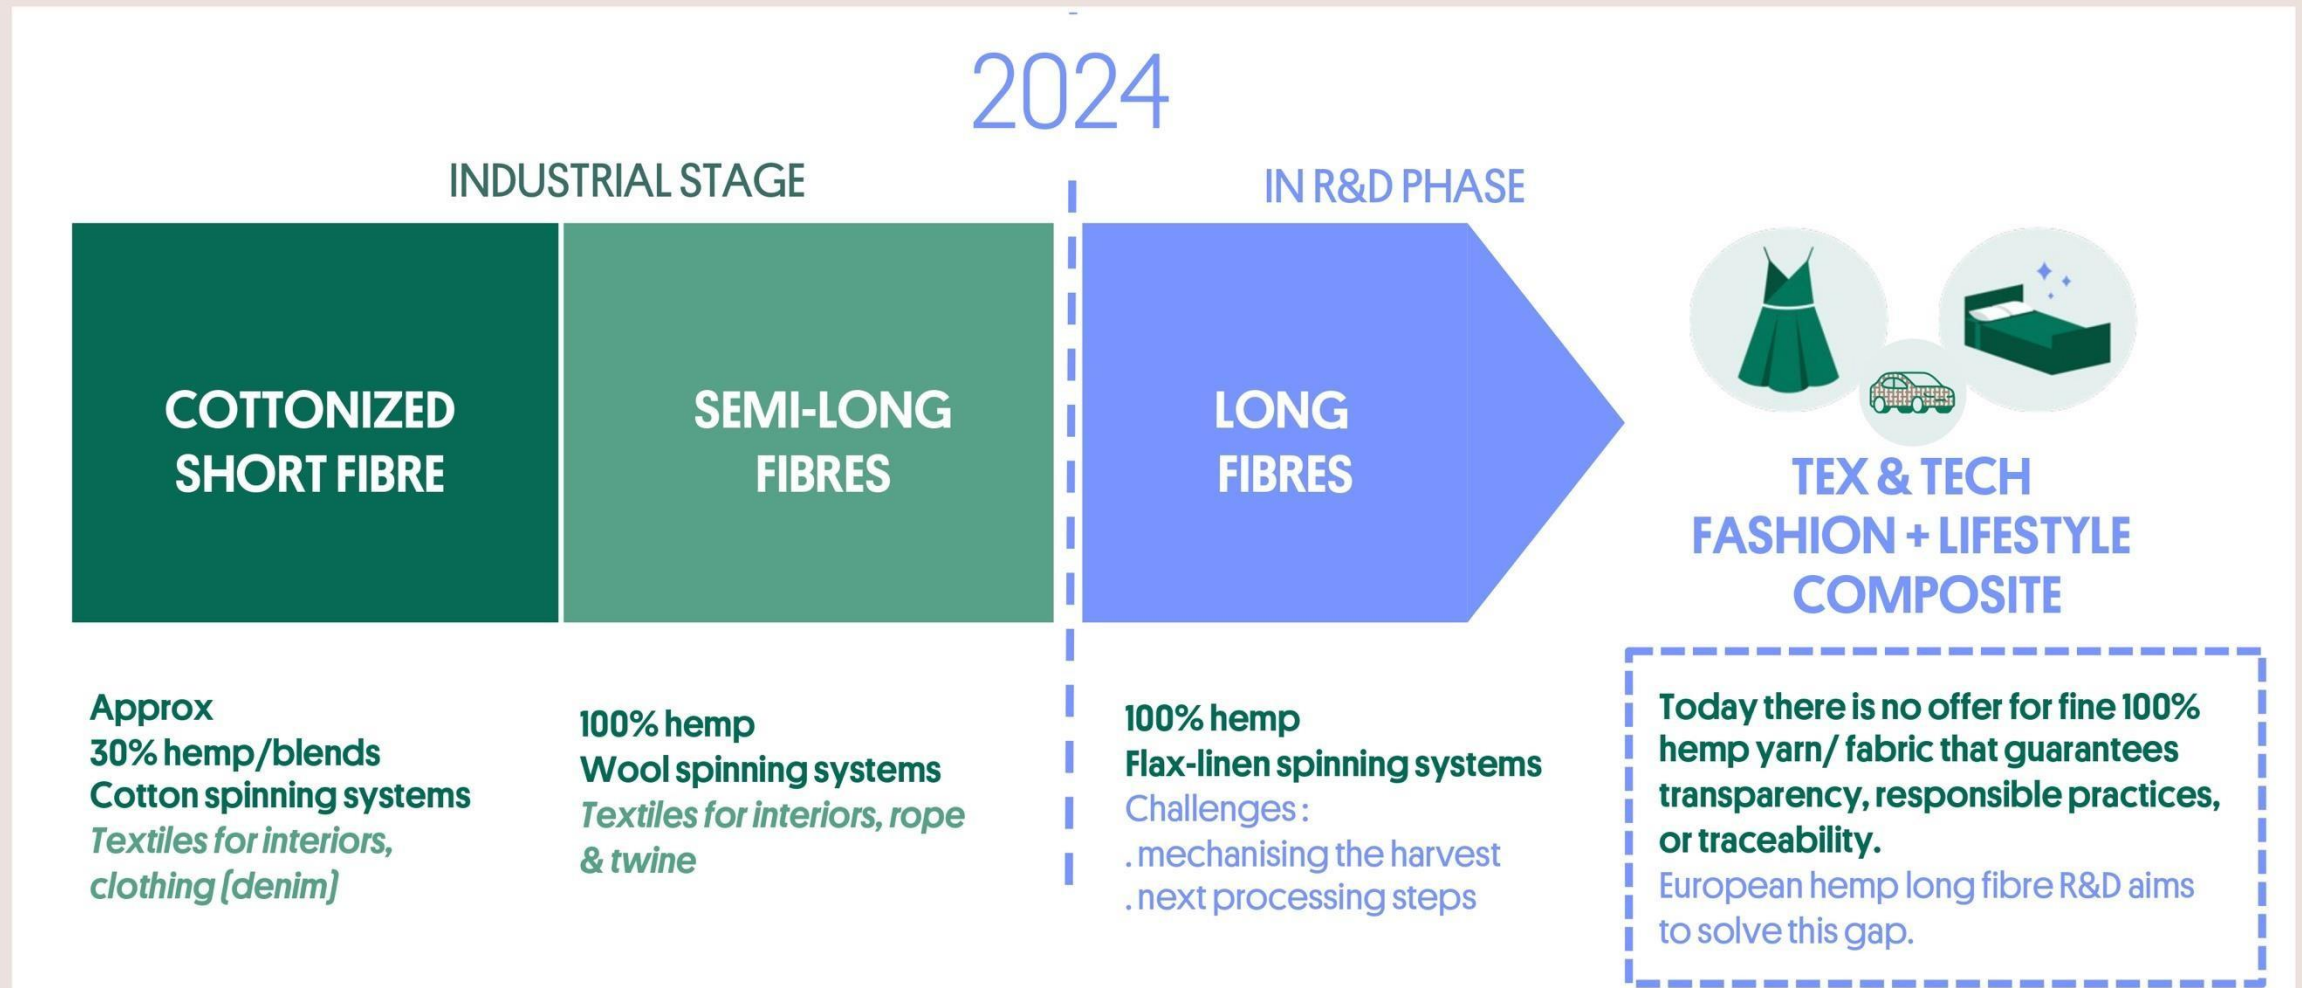 2024
INDUSTRIAL STAGE
IN R&D PHASE
COTTONIZED
SHORT FIBRE
SEMI-LONG
FIBRES
LONG
FIBRES
TEX & TECH
FASHION + LIFESTYLE
COMPOSITE
Approx
30% hemp/blends
Cotton spinning systems
Textiles for interiors,
clothing (denim)
100% hemp
Wool spinning systems
Textiles for interiors, rope
& twine
100% hemp
Flax-linen spinning systems
Challenges :
. mechanising the harvest
. next processing steps
Today there is no offer for fine 100%
hemp yarn/ fabric that guarantees
transparency, responsible practices,
or traceability.
European hemp long fibre R&D aims
to solve this gap.